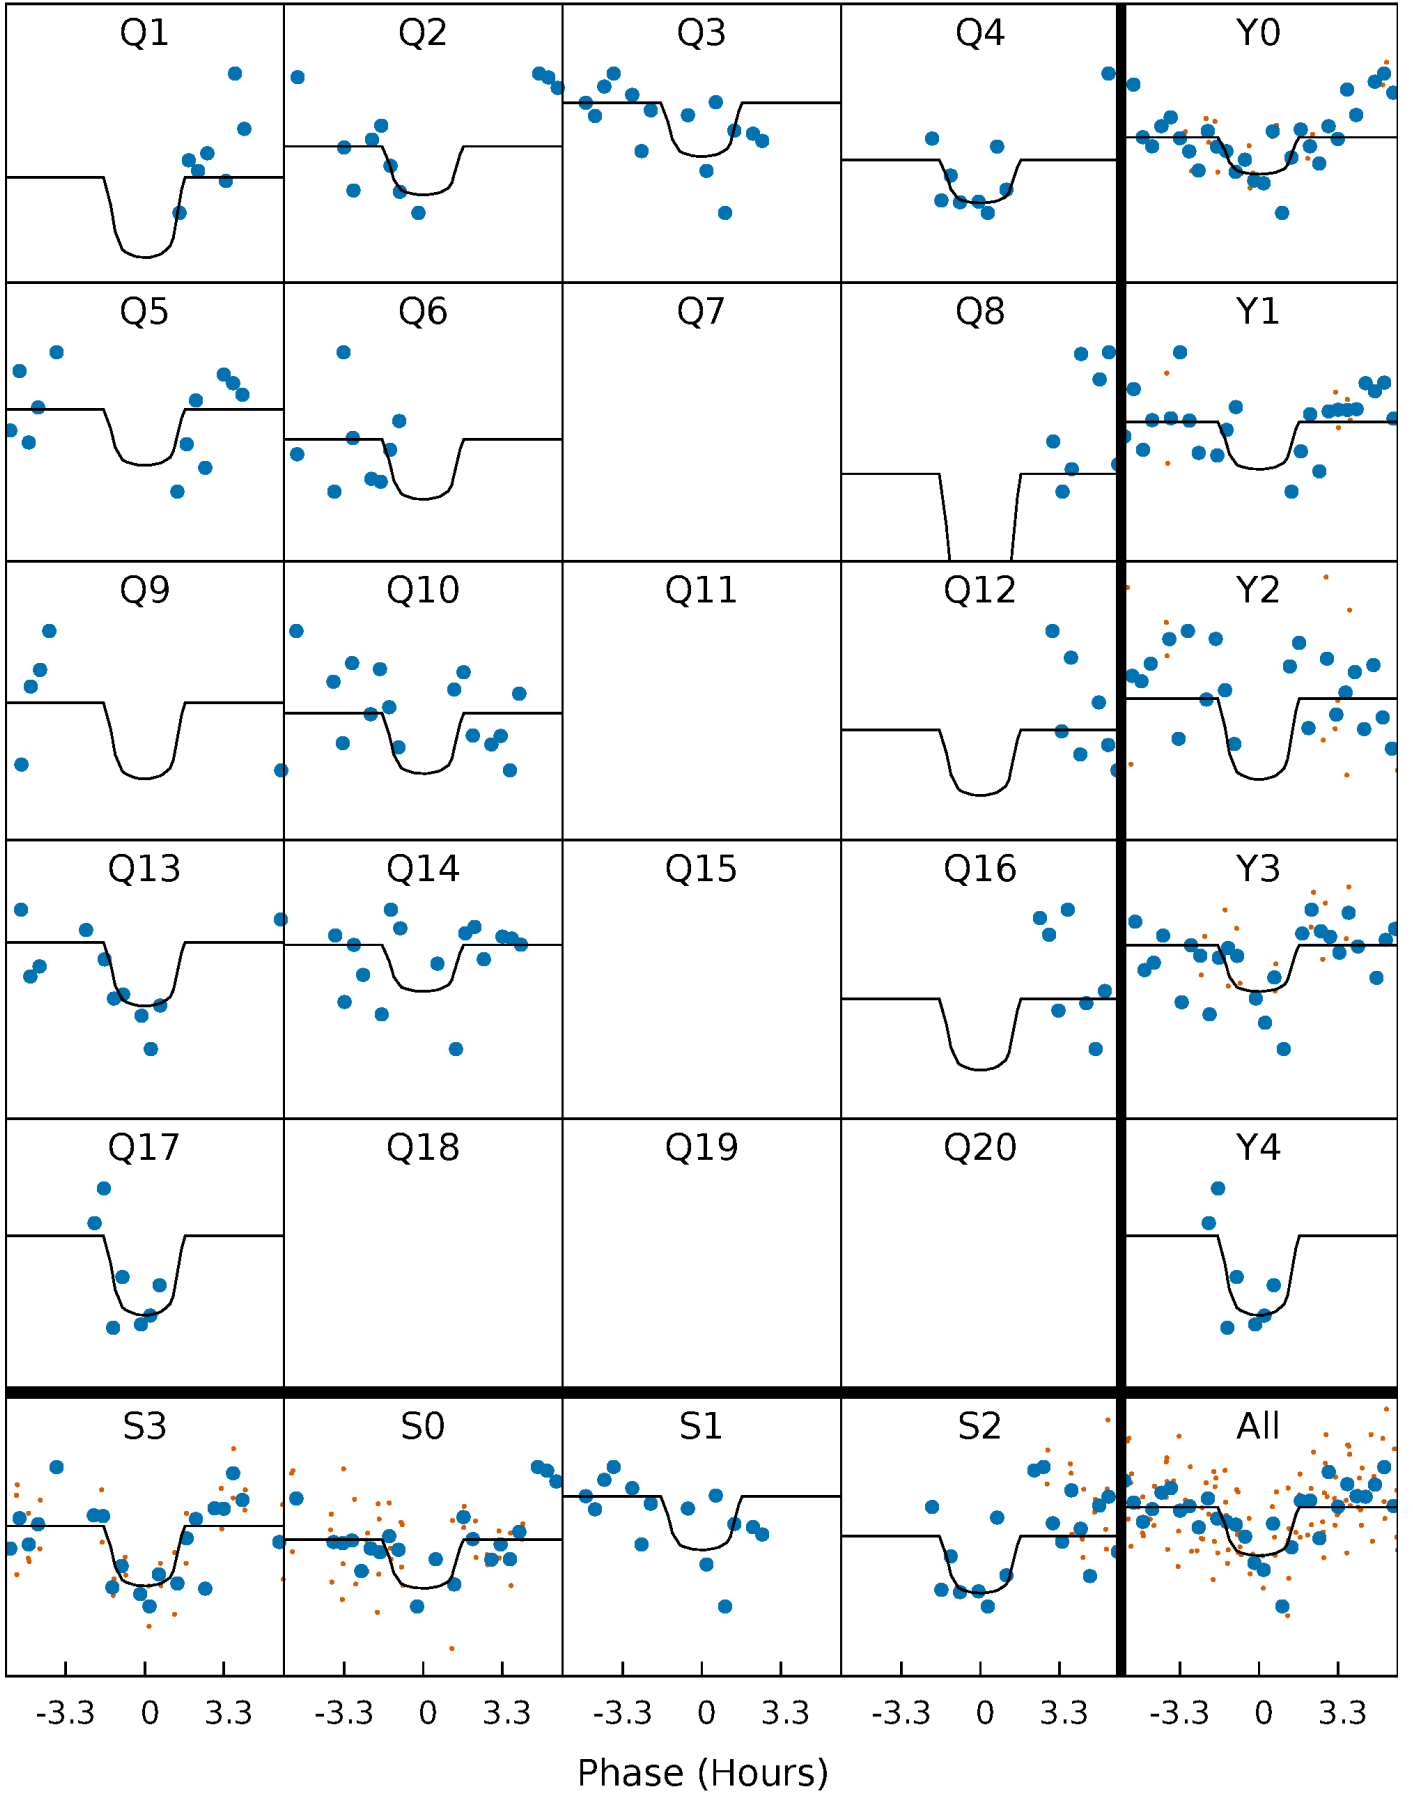 Q1 Q2 Q3 Q4 Y0
Q5 Q6 Q7 Q8 Y1
Q9 Q10 Q11 Q12 Y2
Q13 Q14 Q15 Q16 Y3
Q17 Q18 Q19 Q20 Y4
S3 S0 S1 S2 All
-3.3 0 3.3 -3.3 0 3.3 -3.3 0 3.3 -3.3 0 3.3 -3.3 0 3.3
Phase (Hours)